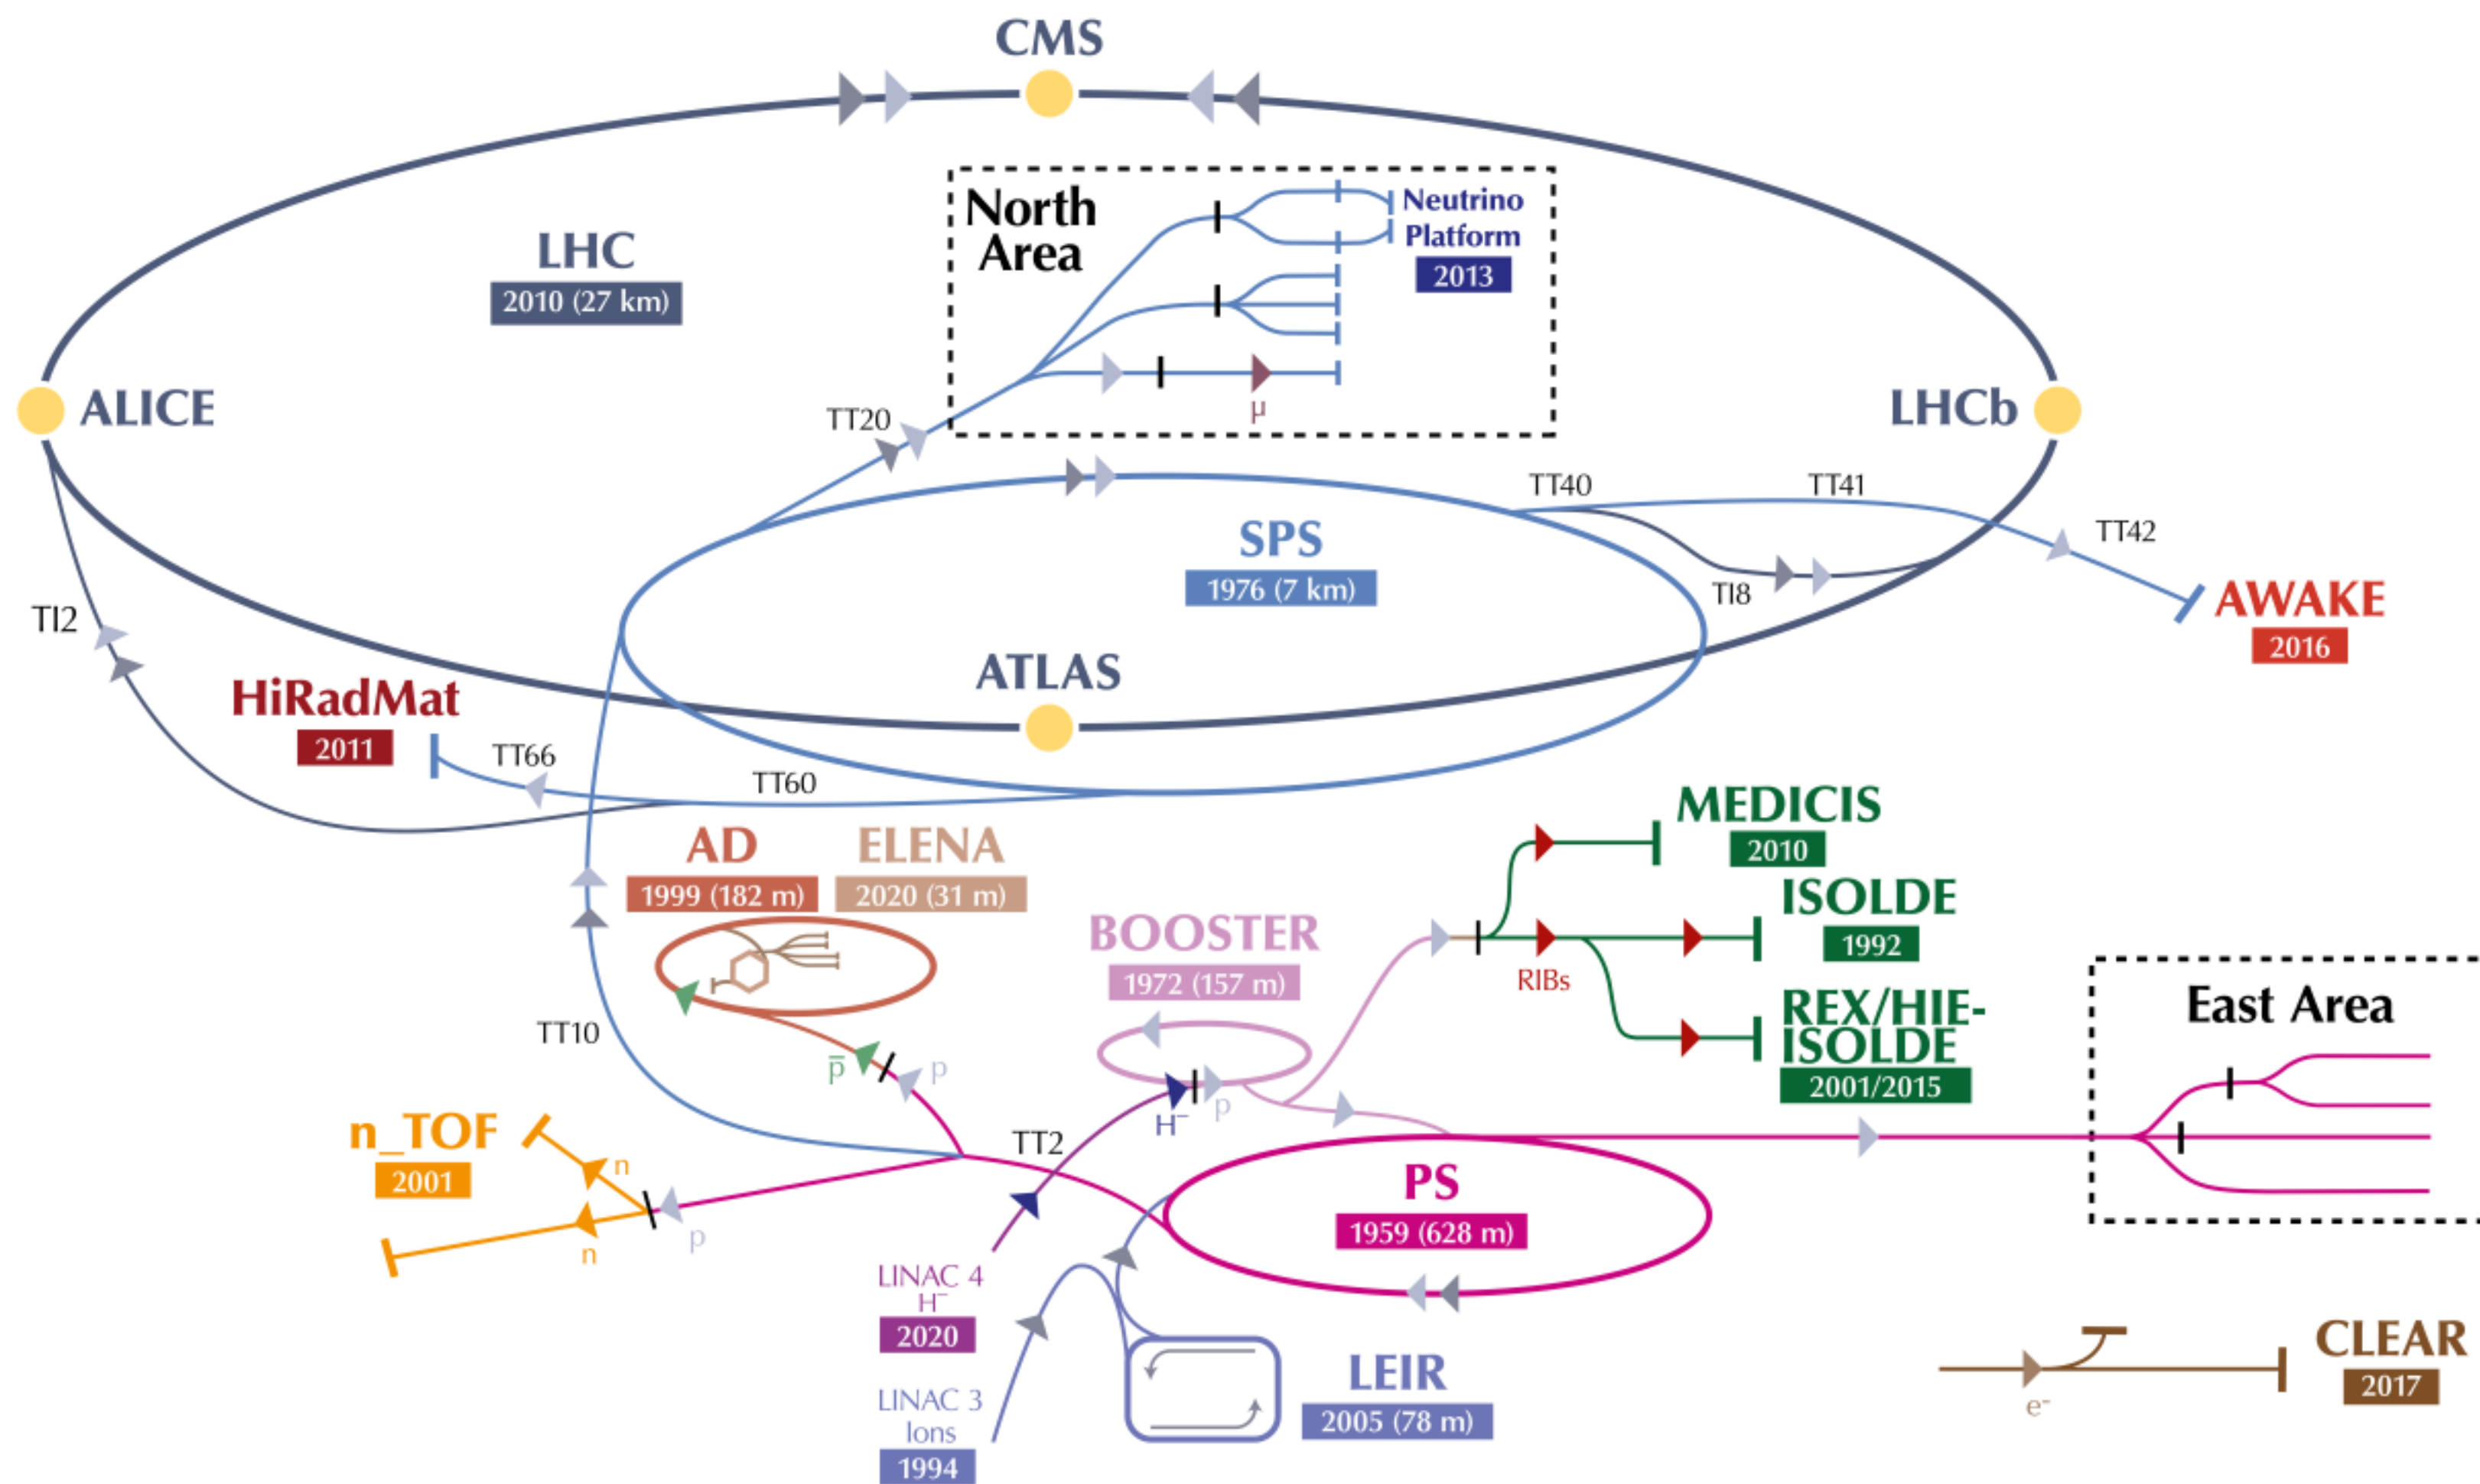 CMS
North
Area
Neutrino
Platform
2013
LHC
2010 (27 km)
μ
ALICE
TT20
LHCb
TT40
TT41
TT42
SPS
1976 (7 km)
TI8
AWAKE
2016
TI2
ATLAS
HiRadMat
2011
TT66
TT60
MEDICIS
2010
AD
1999 (182 m)
ELENA
2020 (31 m)
BOOSTER
1972 (157 m)
ISOLDE
1992
RIBs
REX/HIE-
ISOLDE
2001/2015
East Area
TT10
p̄
p
H⁻
p
n_TOF
2001
n
n
p
TT2
PS
1959 (628 m)
LINAC 4
H⁻
2020
LINAC 3
Ions
1994
LEIR
2005 (78 m)
CLEAR
2017
e⁻